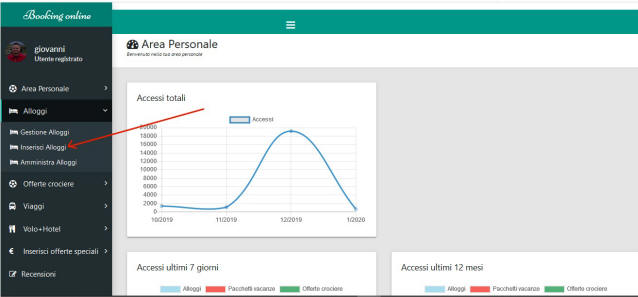 Booking online
giovanni
Utente registrato
Area Personale
Alloggi
Gestione Alloggi
Inserisci Alloggi
Amministra Alloggi
Offerte crociere
Viaggi
Volo+Hotel
Inserisci offerte speciali
Recensioni
Area Personale
Benvenuto nella tua area personale
Accessi totali
Accessi
20000
18000
16000
14000
12000
10000
8000
6000
4000
2000
0
10/2019 11/2019 12/2019 1/2020
Accessi ultimi 7 giorni
Alloggi Pacchetti vacanze Offerte crociere
Accessi ultimi 12 mesi
Alloggi Pacchetti vacanze Offerte crociere